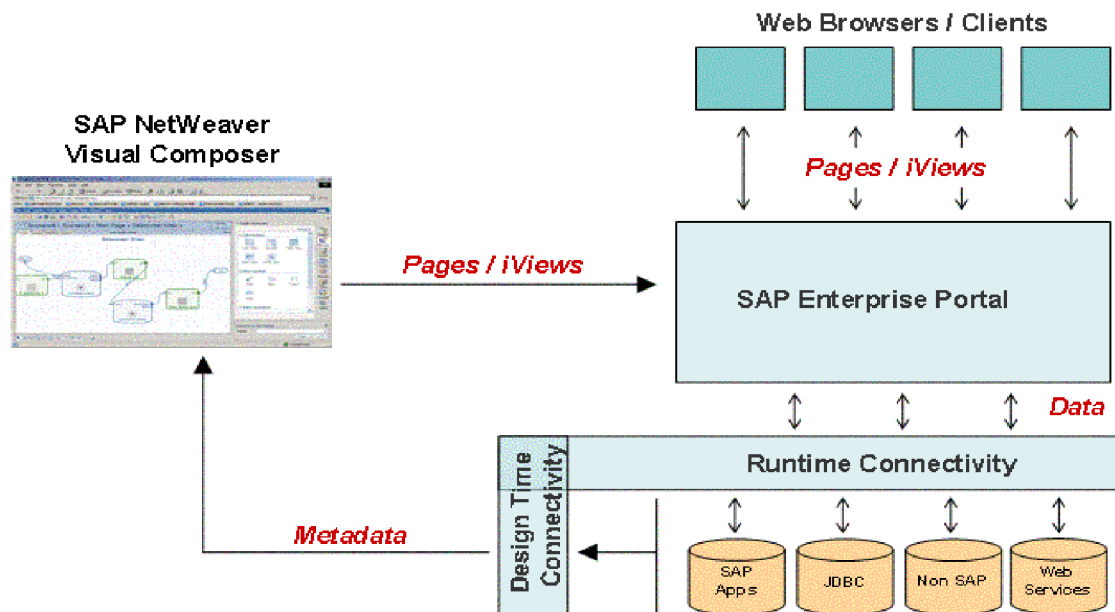 Web Browsers / Clients
SAP NetWeaver
Visual Composer
Pages / iViews
Pages / iViews
SAP Enterprise Portal
Data
Runtime Connectivity
Design Time
Connectivity
Metadata
SAP
Apps
JDBC
Non SAP
Web
Services